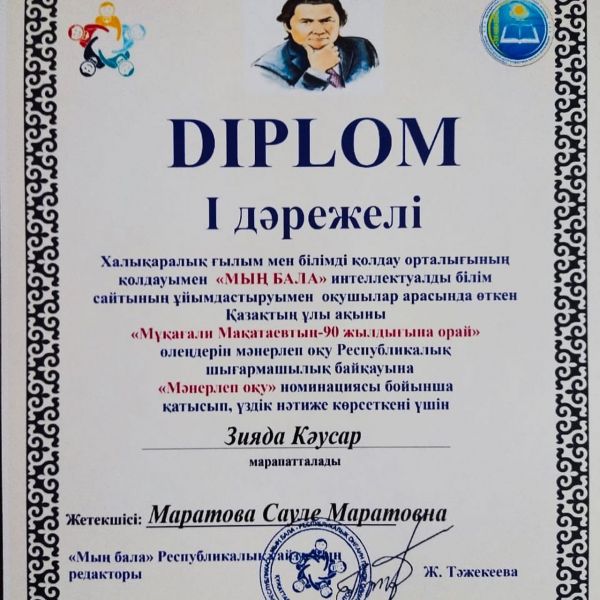 DIPLOM
I дәрежелі
Халықаралық ғылым мен білімді қолдау орталығының
қолдауымен «МЫҢ БАЛА» интеллектуалды білім
сайтының ұйымдастыруымен оқушылар арасында өткен
Қазақтың ұлы ақыны
«Мұқағали Мақатаевтың-90 жылдығына орай»
өлеңдерін мәнерлеп оқу Республикалық
шығармашылық байқауына
«Мәнерлеп оқу» номинациясы бойынша
қатысып, үздік нәтиже көрсеткені үшін
Зияда Кәусар
марапатталады
Жетекшісі: Маратова Сауле Маратовна
«Мың бала» Республикалық
редакторы Ж. Тәжекеева